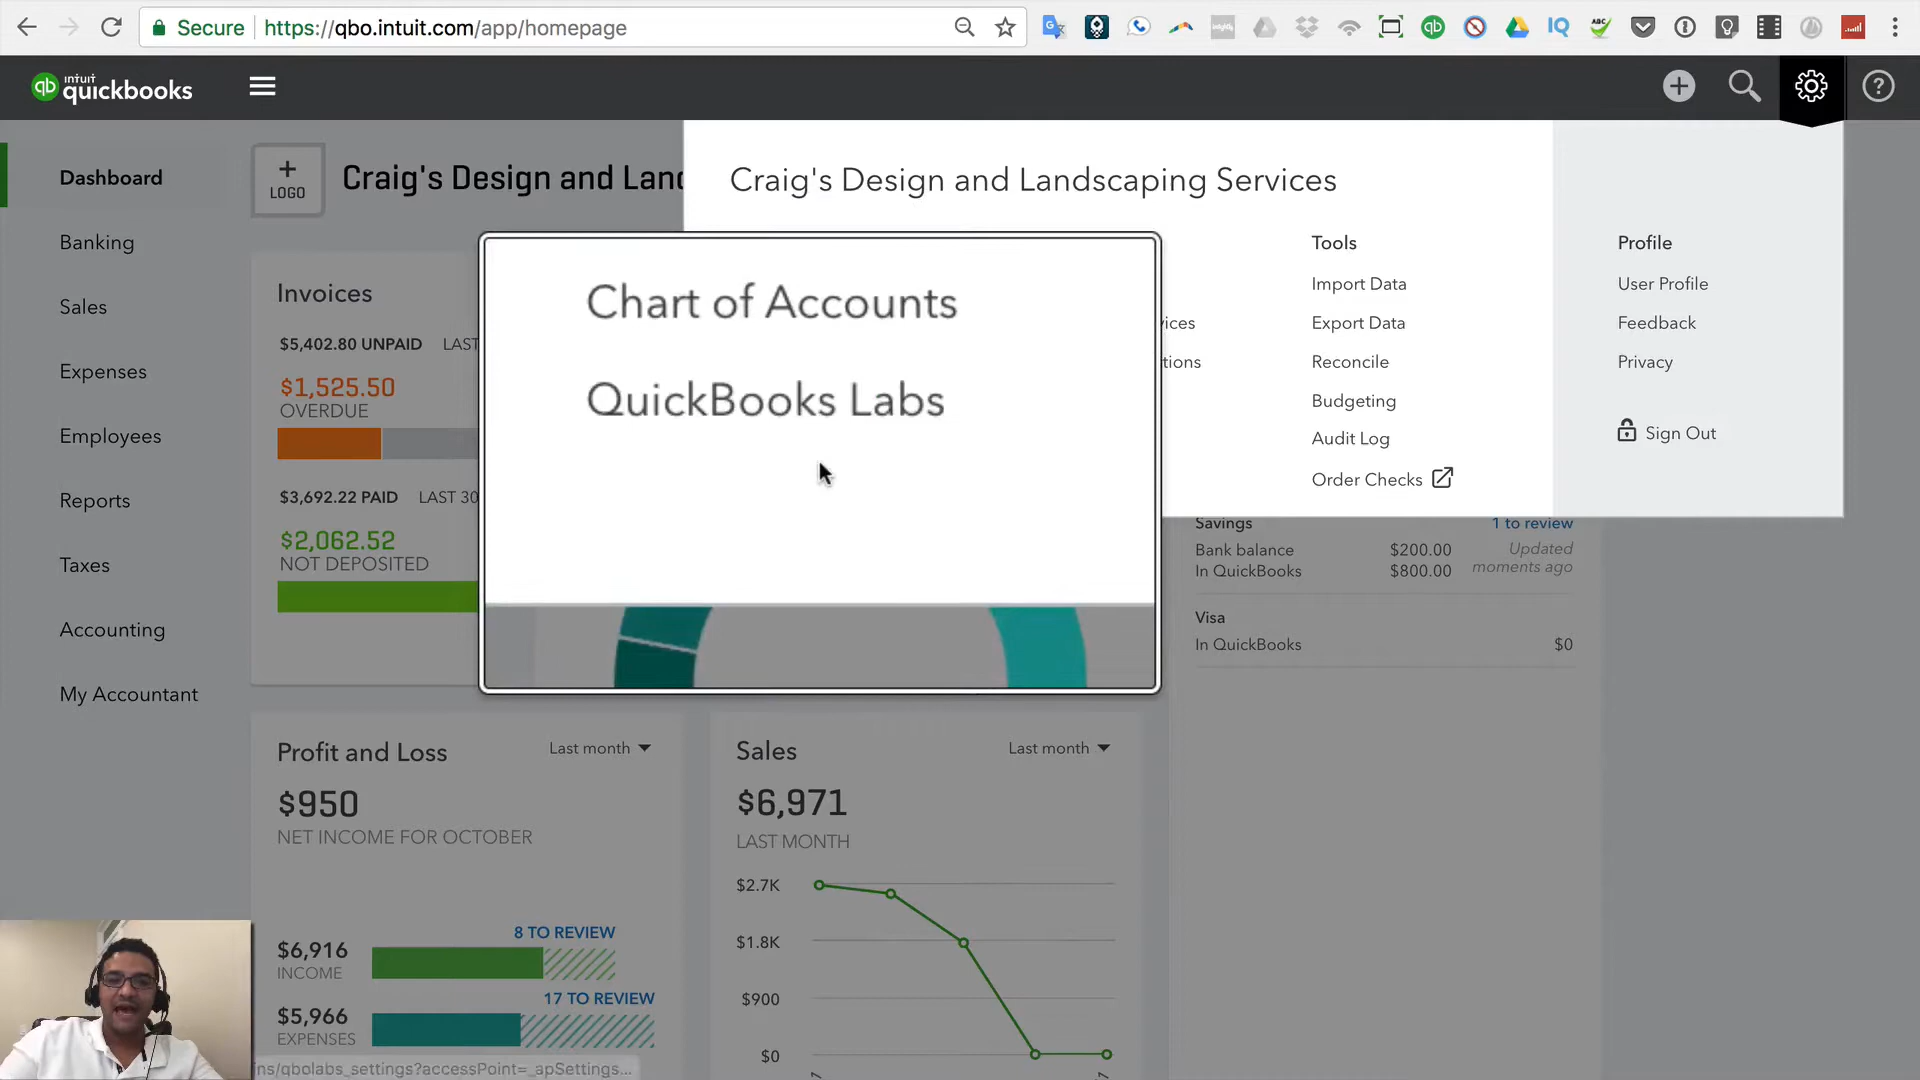 Secure
https://qbo.intuit.com/app/homepage
ABC
IQ
qb
intuit
quickbooks
Dashboard
Banking
Sales
Expenses
Employees
Reports
Taxes
Accounting
My Accountant
+
LOGO
Craig's Design and Land
Invoices
$5,402.80 UNPAID LAST
$1,525.50
OVERDUE
$3,692.22 PAID LAST 30
$2,062.52
NOT DEPOSITED
Craig's Design and Landscaping Services
Chart of Accounts
QuickBooks Labs
vices
tions
Tools
Import Data
Export Data
Reconcile
Budgeting
Audit Log
Order Checks
Profile
User Profile
Feedback
Privacy
Sign Out
Savings 1 to review
Bank balance $200.00 Updated
In QuickBooks $800.00 moments ago
Visa
In QuickBooks $0
Profit and Loss Last month
$950
NET INCOME FOR OCTOBER
8 TO REVIEW
$6,916
INCOME
17 TO REVIEW
$5,966
EXPENSES
Sales Last month
$6,971
LAST MONTH
$2.7K
$1.8K
$900
$0
ins/qbolabs_settings?accessPoint=_apSettings...